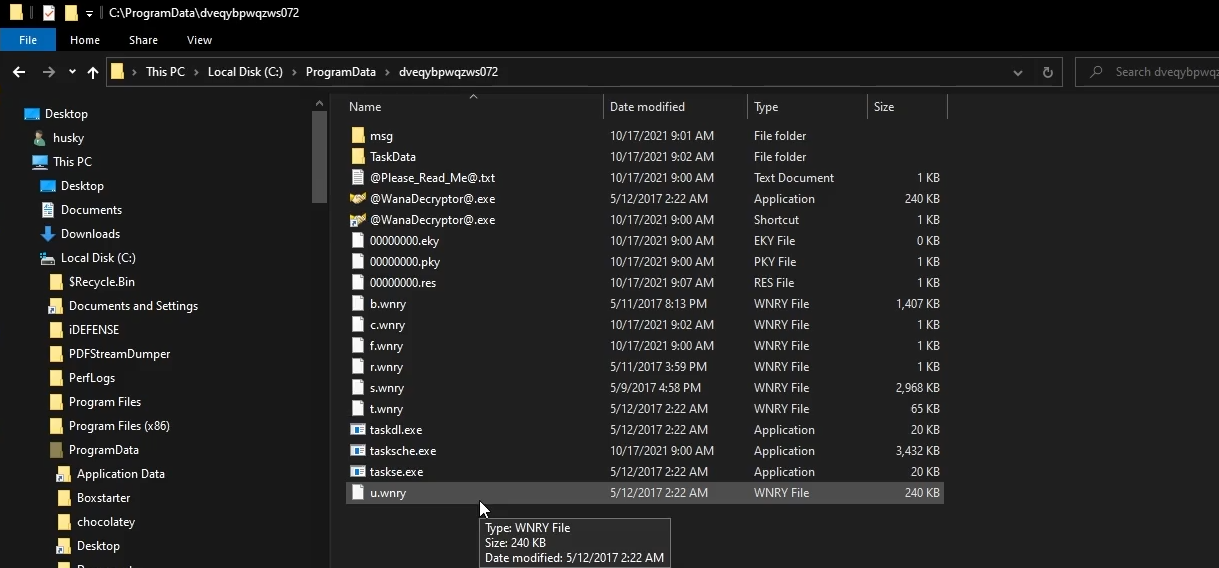 C:\ProgramData\dveqybpwqzws072
File Home Share View
This PC Local Disk (C:) ProgramData dveqybpwqzws072 Search dveqybpwqz
Name Date modified Type Size
Desktop
husky
This PC
Desktop
Documents
Downloads
Local Disk (C:)
$Recycle.Bin
Documents and Settings
iDEFENSE
PDFStreamDumper
PerfLogs
Program Files
Program Files (x86)
ProgramData
Application Data
Boxstarter
chocolatey
Desktop
msg 10/17/2021 9:01 AM File folder
TaskData 10/17/2021 9:02 AM File folder
@Please_Read_Me@.txt 10/17/2021 9:00 AM Text Document 1 KB
@WanaDecryptor@.exe 5/12/2017 2:22 AM Application 240 KB
@WanaDecryptor@.exe 10/17/2021 9:00 AM Shortcut 1 KB
00000000.eky 10/17/2021 9:00 AM EKY File 0 KB
00000000.pky 10/17/2021 9:00 AM PKY File 1 KB
00000000.res 10/17/2021 9:07 AM RES File 1 KB
b.wnry 5/11/2017 8:13 PM WNRY File 1,407 KB
c.wnry 10/17/2021 9:02 AM WNRY File 1 KB
f.wnry 10/17/2021 9:00 AM WNRY File 1 KB
r.wnry 5/11/2017 3:59 PM WNRY File 1 KB
s.wnry 5/9/2017 4:58 PM WNRY File 2,968 KB
t.wnry 5/12/2017 2:22 AM WNRY File 65 KB
taskdl.exe 5/12/2017 2:22 AM Application 20 KB
tasksche.exe 10/17/2021 9:00 AM Application 3,432 KB
taskse.exe 5/12/2017 2:22 AM Application 20 KB
u.wnry 5/12/2017 2:22 AM WNRY File 240 KB
Type: WNRY File
Size: 240 KB
Date modified: 5/12/2017 2:22 AM